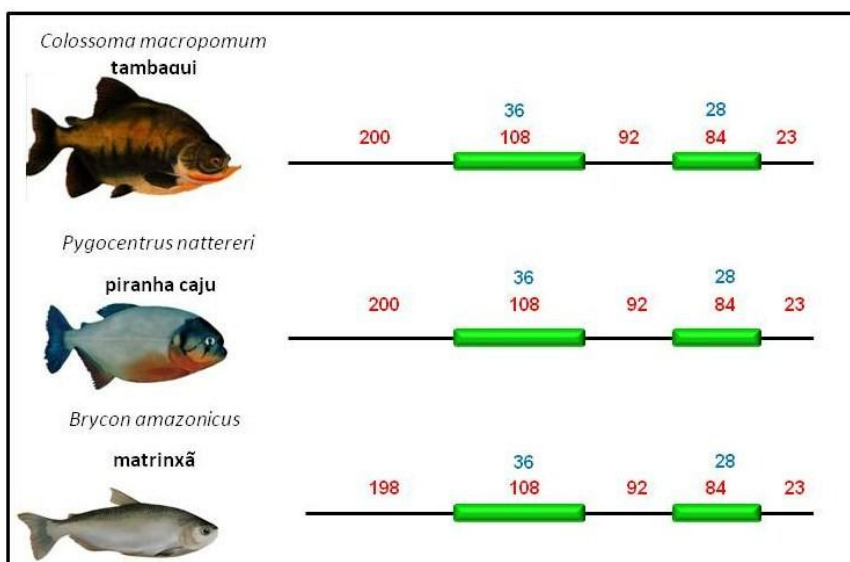 Colossoma macropomum
tambaqui
36 28
200 108 92 84 23
Pygocentrus nattereri
piranha caju
36 28
200 108 92 84 23
Brycon amazonicus
matrinxã
36 28
198 108 92 84 23